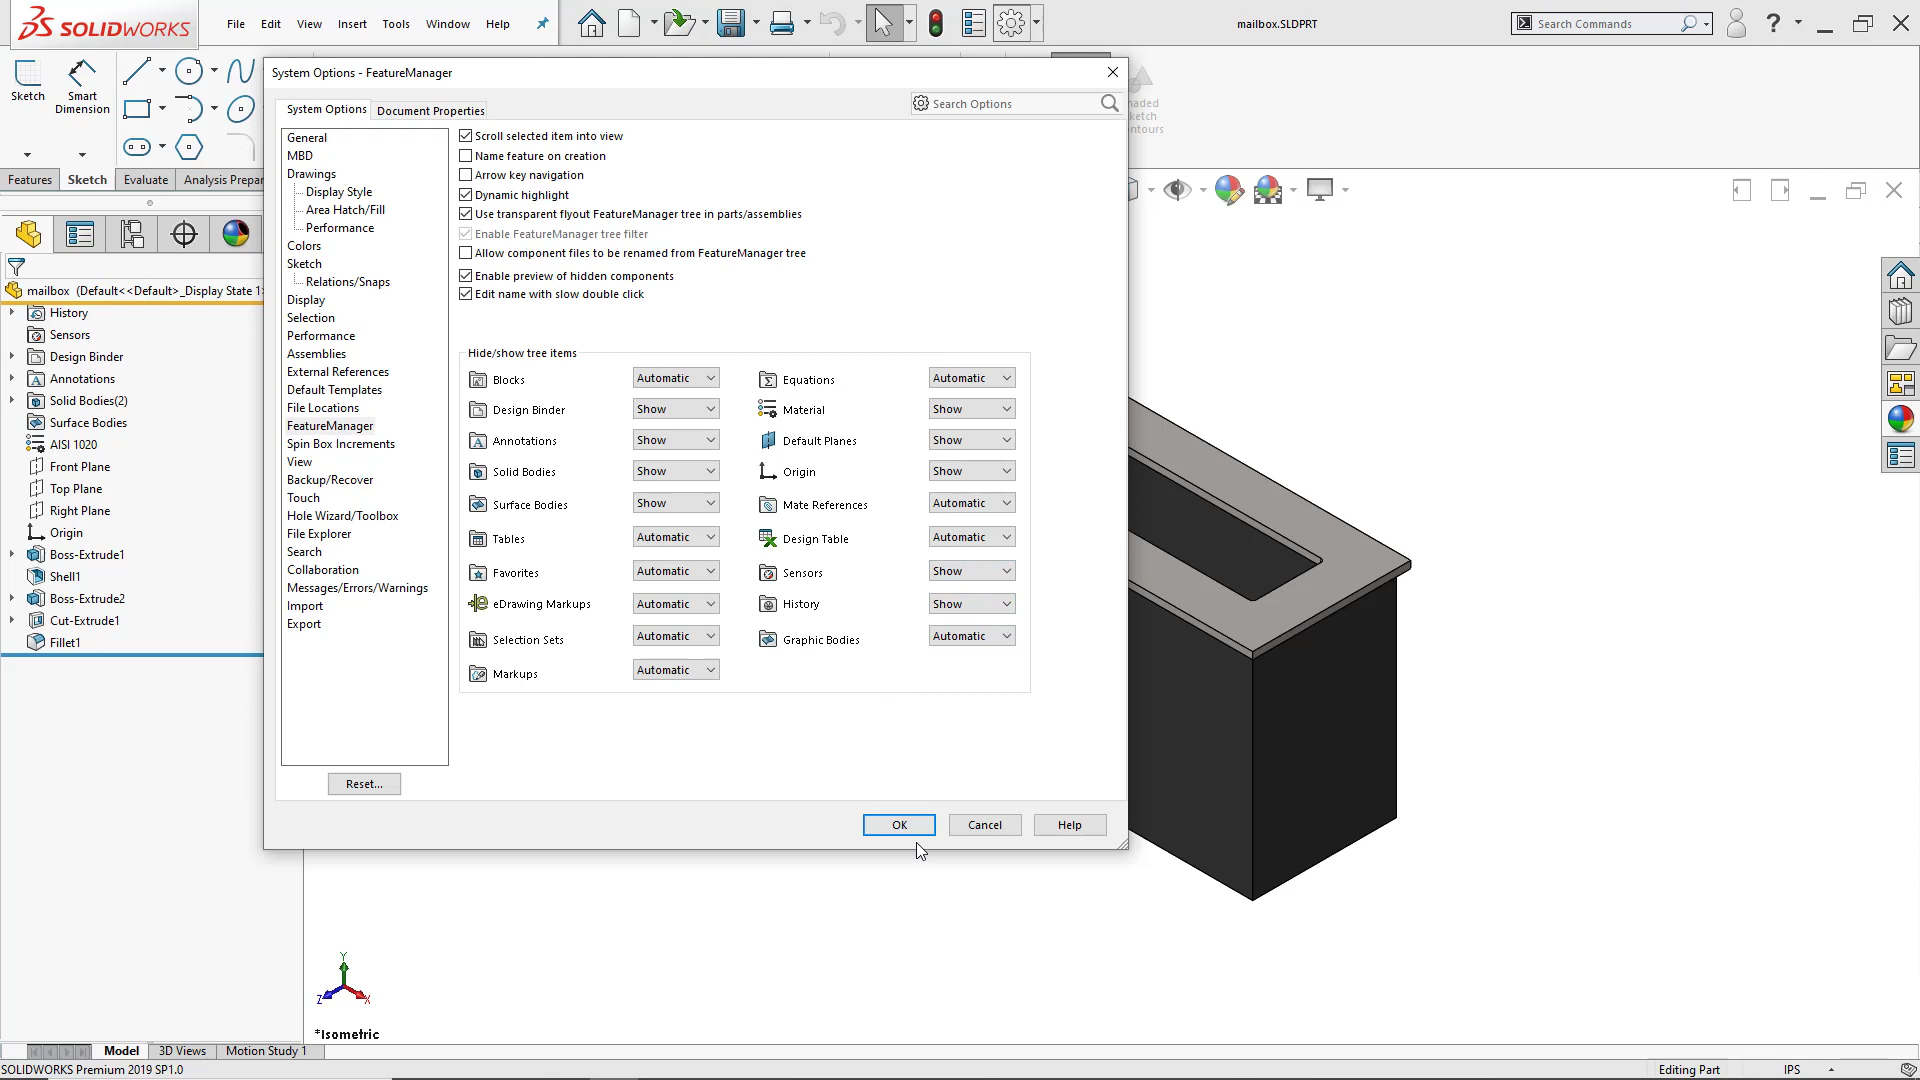 SOLIDWORKS
File Edit View Insert Tools Window Help
mailbox.SLDPRT
Search Commands
?
Sketch
Smart
Dimension
System Options - FeatureManager
System Options
Document Properties
Search Options
Features
Sketch
Evaluate
Analysis Prepar
mailbox (Default<<Default>_Display State 1
History
Sensors
Design Binder
Annotations
Solid Bodies(2)
Surface Bodies
AISI 1020
Front Plane
Top Plane
Right Plane
Origin
Boss-Extrude1
Shell1
Boss-Extrude2
Cut-Extrude1
Fillet1
General
MBD
Drawings
Display Style
Area Hatch/Fill
Performance
Colors
Sketch
Relations/Snaps
Display
Selection
Performance
Assemblies
External References
Default Templates
File Locations
FeatureManager
Spin Box Increments
View
Backup/Recover
Touch
Hole Wizard/Toolbox
File Explorer
Search
Collaboration
Messages/Errors/Warnings
Import
Export
Reset...
Scroll selected item into view
Name feature on creation
Arrow key navigation
Dynamic highlight
Use transparent flyout FeatureManager tree in parts/assemblies
Enable FeatureManager tree filter
Allow component files to be renamed from FeatureManager tree
Enable preview of hidden components
Edit name with slow double click
Hide/show tree items
Blocks Automatic Equations Automatic
Design Binder Show Material Show
Annotations Show Default Planes Show
Solid Bodies Show Origin Show
Surface Bodies Show Mate References Automatic
Tables Automatic Design Table Automatic
Favorites Automatic Sensors Show
eDrawing Markups Automatic History Show
Selection Sets Automatic Graphic Bodies Automatic
Markups Automatic
OK Cancel Help
haded
ketch
ontours
Y
Z
X
*Isometric
Model 3D Views Motion Study 1
SOLIDWORKS Premium 2019 SP1.0
Editing Part
IPS